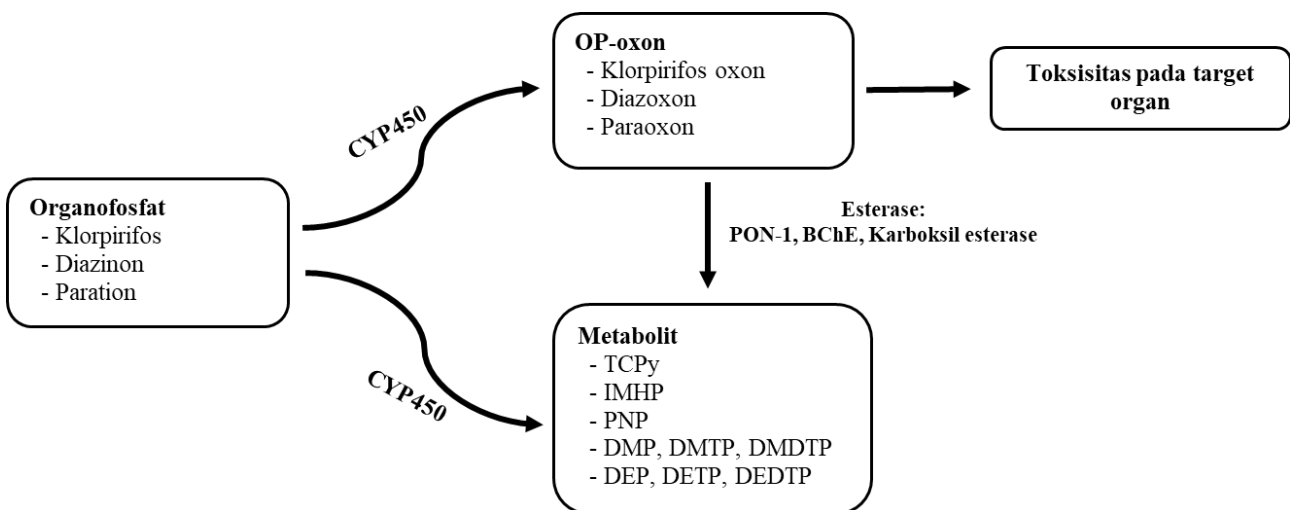 OP-oxon
- Klorpirifos oxon
- Diazoxon
- Paraoxon
Toksisitas pada target
organ
CYP450
Organofosfat
- Klorpirifos
- Diazinon
- Paration
Esterase:
PON-1, BChE, Karboksil esterase
CYP450
Metabolit
- TCPy
- IMHP
- PNP
- DMP, DMTP, DMDTP
- DEP, DETP, DEDTP